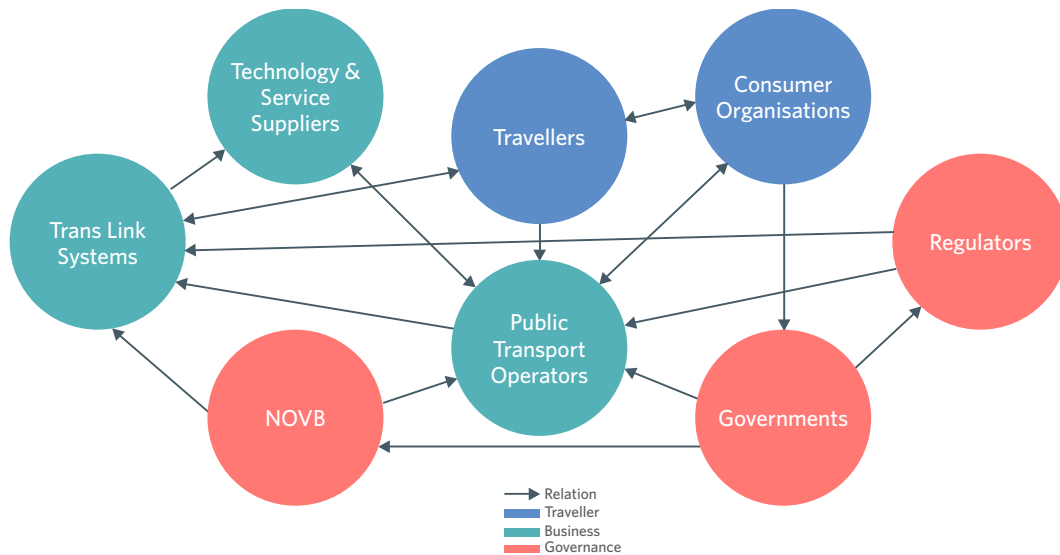 Technology &
Service
Suppliers
Travellers
Consumer
Organisations
Trans Link
Systems
Regulators
Public
Transport
Operators
NOVB
Governments
Relation
Traveller
Business
Governance